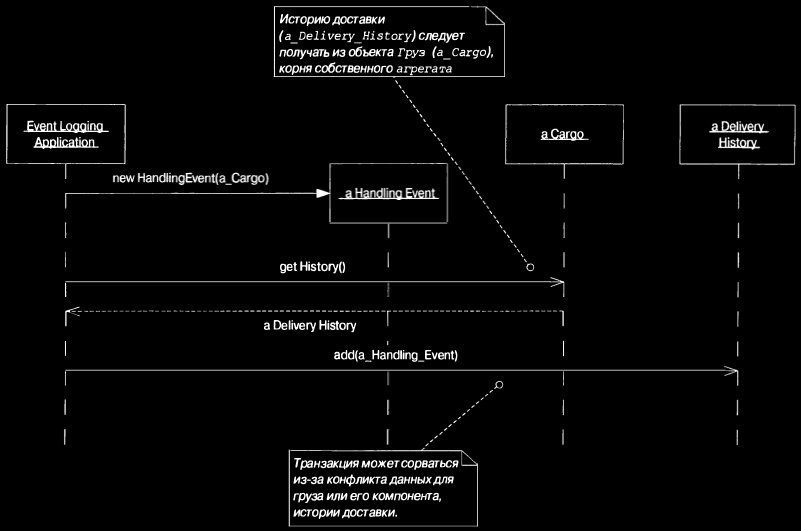 Историю доставки
(a_Delivery_History) следует
получать из объекта Груз (a_Cargo),
корня собственного агрегата
Event Logging
Application
a Cargo
a Delivery
History
new HandlingEvent(a_Cargo)
a Handling Event
get History()
a Delivery History
add(a_Handling_Event)
Транзакция может сорваться
из-за конфликта данных для
груза или его компонента,
истории доставки.